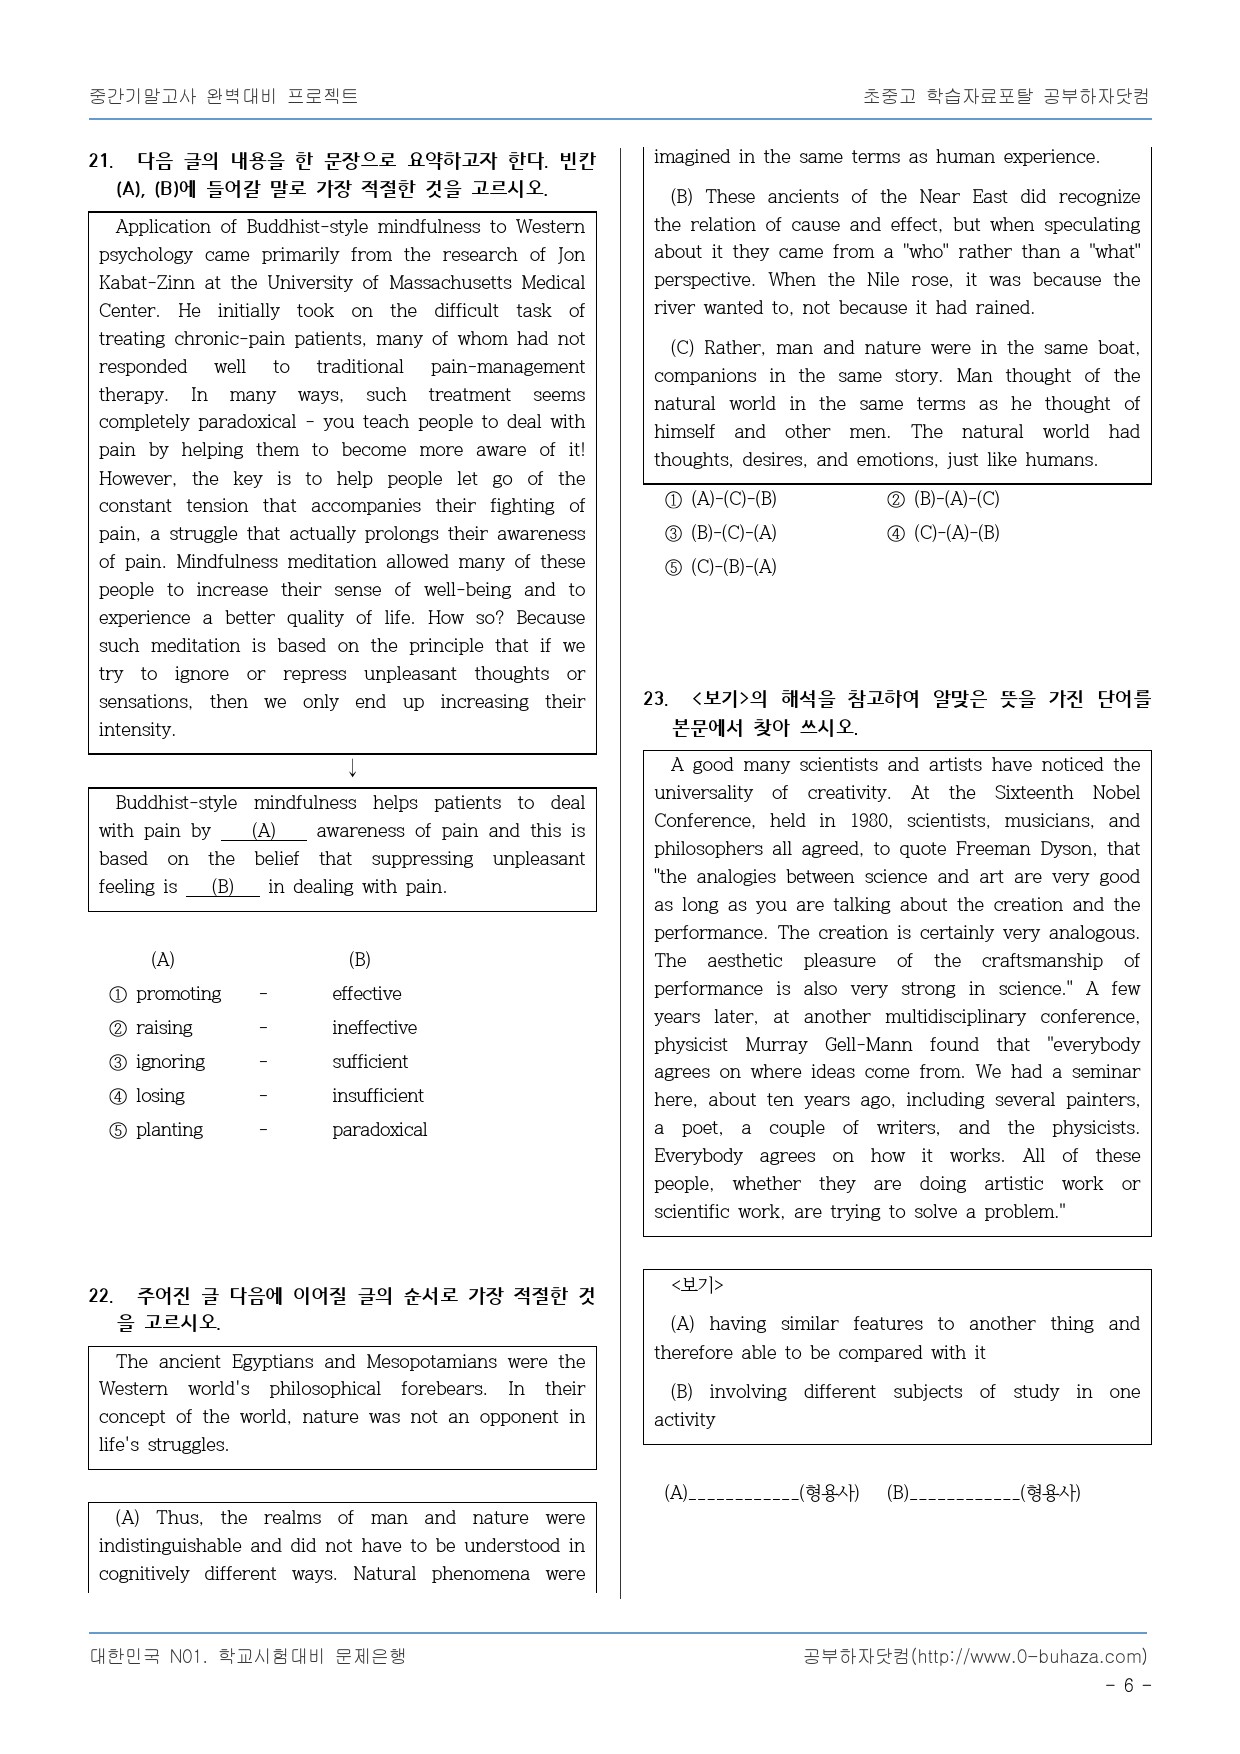 중간기말고사 완벽대비 프로젝트
초중고 학습자료포탈 공부하자닷컴
21. 다음 글의 내용을 한 문장으로 요약하고자 한다. 빈칸
(A), (B)에 들어갈 말로 가장 적절한 것을 고르시오.
Application of Buddhist-style mindfulness to Western
psychology came primarily from the research of Jon
Kabat-Zinn at the University of Massachusetts Medical
Center. He initially took on the difficult task of
treating chronic-pain patients, many of whom had not
responded well to traditional pain-management
therapy. In many ways, such treatment seems
completely paradoxical - you teach people to deal with
pain by helping them to become more aware of it!
However, the key is to help people let go of the
constant tension that accompanies their fighting of
pain, a struggle that actually prolongs their awareness
of pain. Mindfulness meditation allowed many of these
people to increase their sense of well-being and to
experience a better quality of life. How so? Because
such meditation is based on the principle that if we
try to ignore or repress unpleasant thoughts or
sensations, then we only end up increasing their
intensity.
↓
Buddhist-style mindfulness helps patients to deal
with pain by (A) awareness of pain and this is
based on the belief that suppressing unpleasant
feeling is (B) in dealing with pain.
(A) (B)
① promoting - effective
② raising - ineffective
③ ignoring - sufficient
④ losing - insufficient
⑤ planting - paradoxical
22. 주어진 글 다음에 이어질 글의 순서로 가장 적절한 것
을 고르시오.
The ancient Egyptians and Mesopotamians were the
Western world's philosophical forebears. In their
concept of the world, nature was not an opponent in
life's struggles.
(A) Thus, the realms of man and nature were
indistinguishable and did not have to be understood in
cognitively different ways. Natural phenomena were
imagined in the same terms as human experience.
(B) These ancients of the Near East did recognize
the relation of cause and effect, but when speculating
about it they came from a "who" rather than a "what"
perspective. When the Nile rose, it was because the
river wanted to, not because it had rained.
(C) Rather, man and nature were in the same boat,
companions in the same story. Man thought of the
natural world in the same terms as he thought of
himself and other men. The natural world had
thoughts, desires, and emotions, just like humans.
① (A)-(C)-(B) ② (B)-(A)-(C)
③ (B)-(C)-(A) ④ (C)-(A)-(B)
⑤ (C)-(B)-(A)
23. <보기>의 해석을 참고하여 알맞은 뜻을 가진 단어를
본문에서 찾아 쓰시오.
A good many scientists and artists have noticed the
universality of creativity. At the Sixteenth Nobel
Conference, held in 1980, scientists, musicians, and
philosophers all agreed, to quote Freeman Dyson, that
"the analogies between science and art are very good
as long as you are talking about the creation and the
performance. The creation is certainly very analogous.
The aesthetic pleasure of the craftsmanship of
performance is also very strong in science." A few
years later, at another multidisciplinary conference,
physicist Murray Gell-Mann found that "everybody
agrees on where ideas come from. We had a seminar
here, about ten years ago, including several painters,
a poet, a couple of writers, and the physicists.
Everybody agrees on how it works. All of these
people, whether they are doing artistic work or
scientific work, are trying to solve a problem."
<보기>
(A) having similar features to another thing and
therefore able to be compared with it
(B) involving different subjects of study in one
activity
(A)____________(형용사) (B)____________(형용사)
대한민국 N01. 학교시험대비 문제은행
공부하자닷컴(http://www.0-buhaza.com)
- 6 -